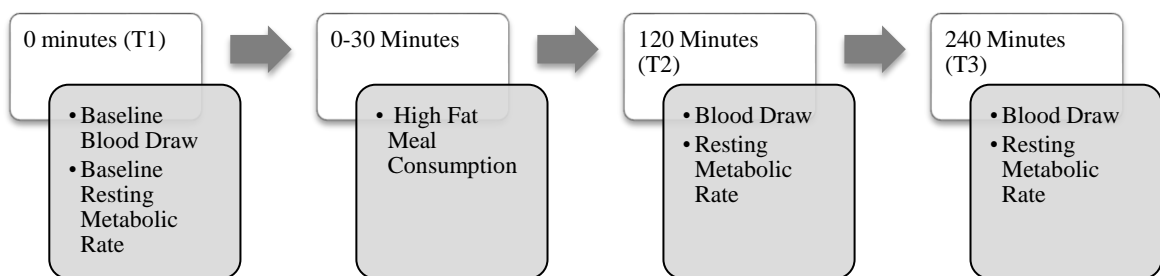 0 minutes (T1)
• Baseline
Blood Draw
• Baseline
Resting
Metabolic
Rate
0-30 Minutes
• High Fat
Meal
Consumption
120 Minutes
(T2)
• Blood Draw
• Resting
Metabolic
Rate
240 Minutes
(T3)
• Blood Draw
• Resting
Metabolic
Rate